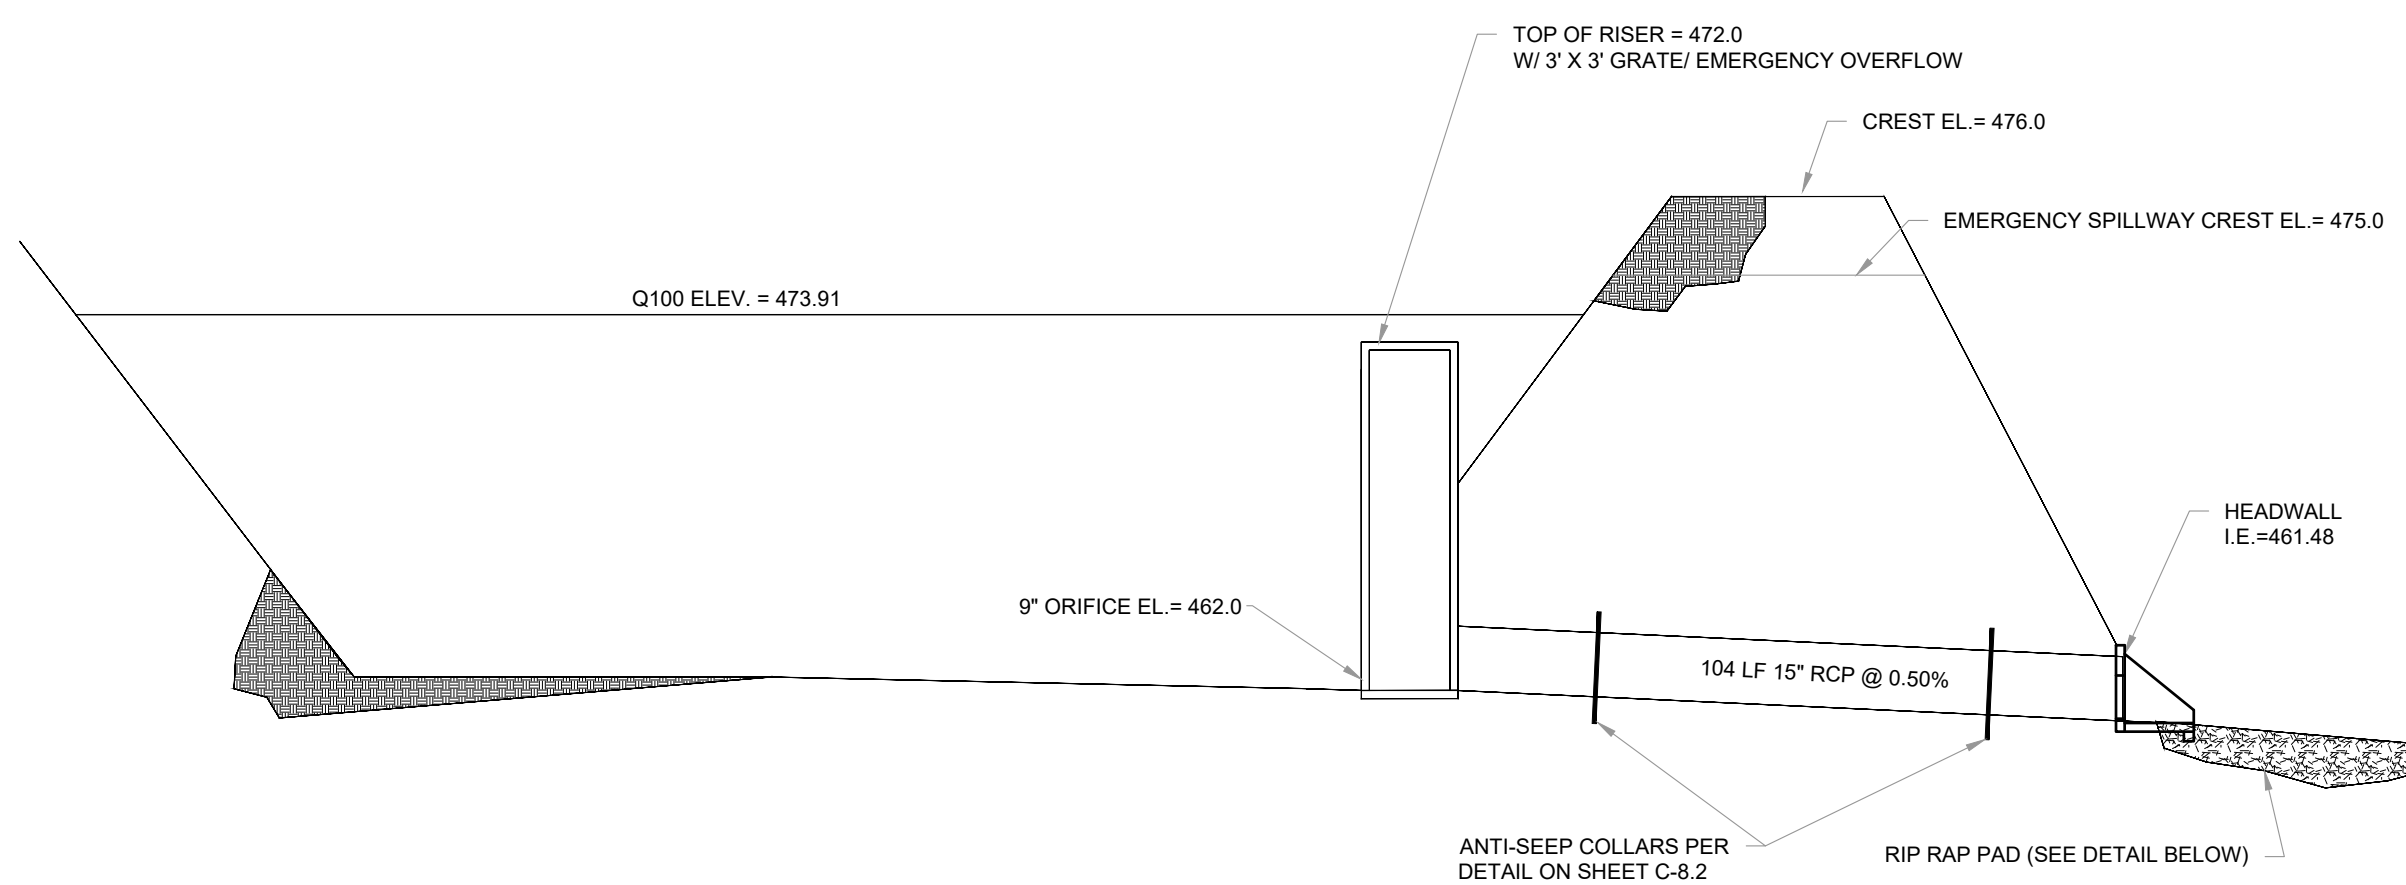 TOP OF RISER = 472.0
W/ 3' X 3' GRATE/ EMERGENCY OVERFLOW
CREST EL.= 476.0
EMERGENCY SPILLWAY CREST EL.= 475.0
Q100 ELEV. = 473.91
HEADWALL
I.E.=461.48
9" ORIFICE EL.= 462.0
104 LF 15" RCP @ 0.50%
ANTI-SEEP COLLARS PER
DETAIL ON SHEET C-8.2
RIP RAP PAD (SEE DETAIL BELOW)